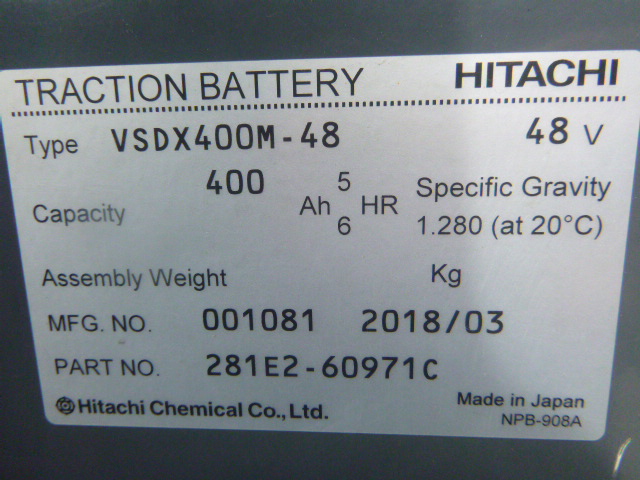 TRACTION BATTERY HITACHI
Type VSDX400M-48 48 V
Capacity 400 Ah 5 HR Specific Gravity
6 1.280 (at 20°C)
Assembly Weight Kg
MFG. NO. 001081 2018/03
PART NO. 281E2-60971C
Hitachi Chemical Co., Ltd. Made in Japan
NPB-908A